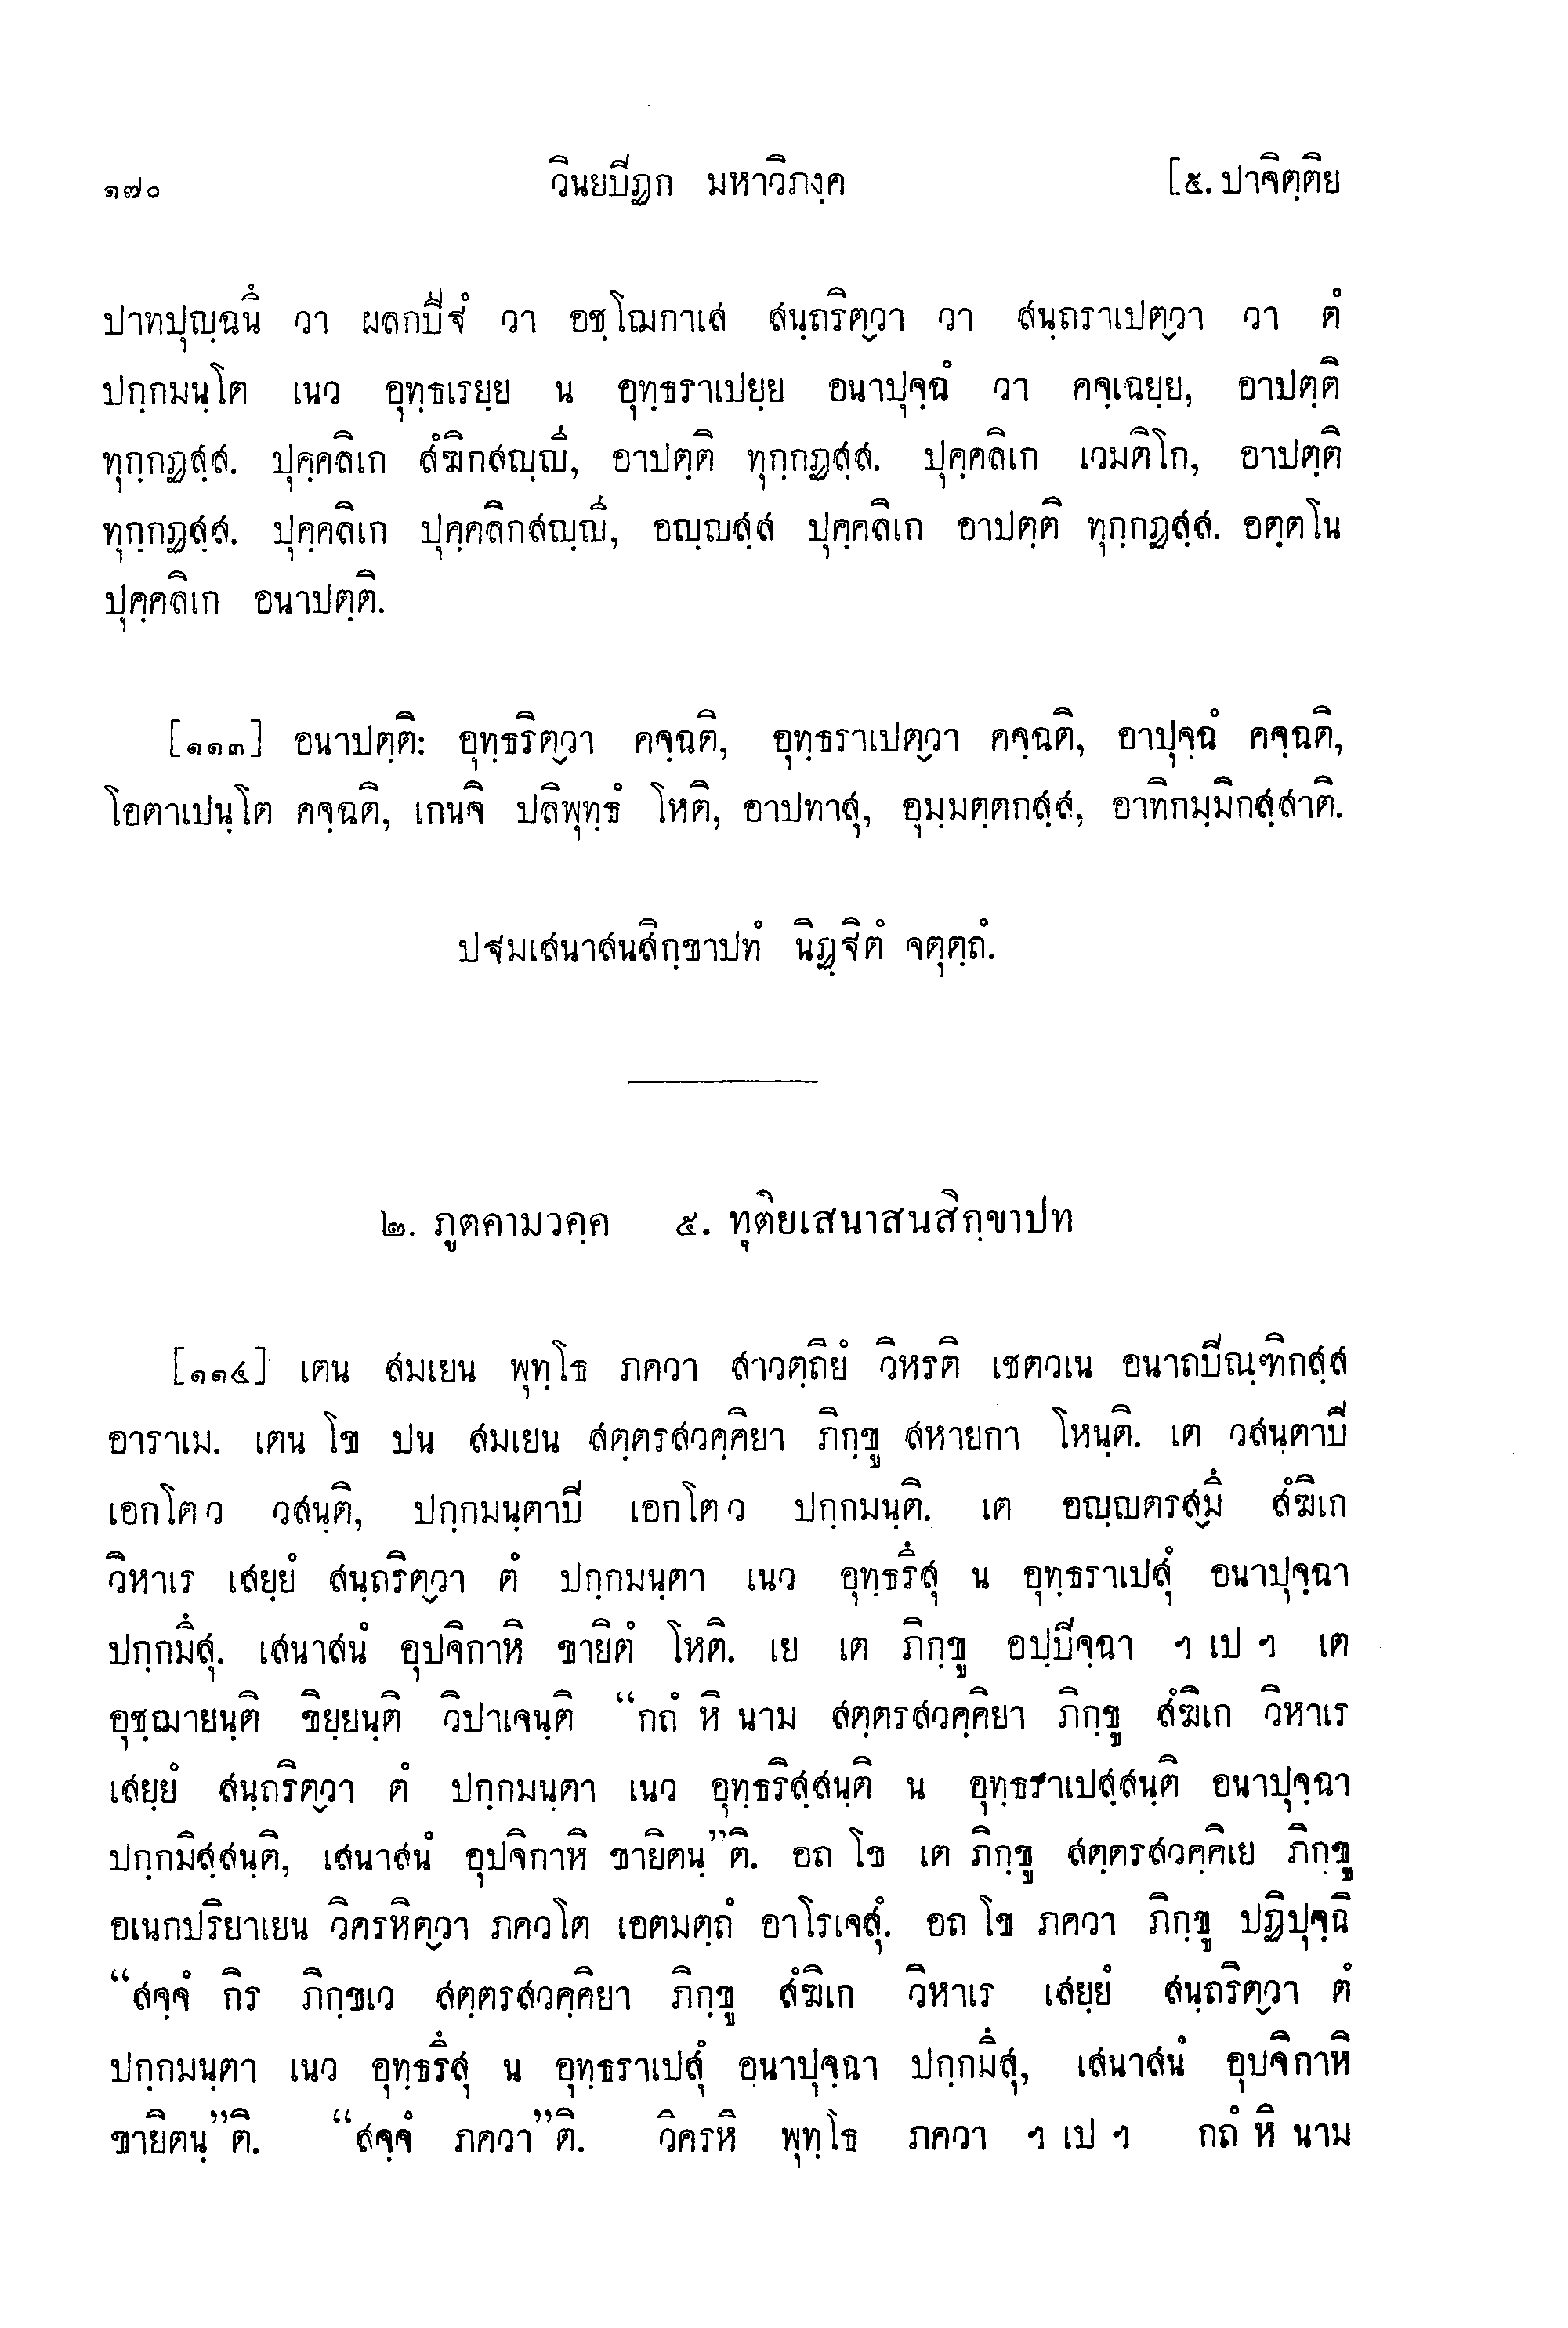 ๑๗๐ วินยปิฏก มหาวิภงฺค [๕. ปาจิตฺติย
ปาทปุญฺฉนึ วา ผลกปีฐํ วา อชฺโฌกาเส สนฺถริตฺวา วา สนฺถราเปตฺวา วา ตํ
ปกฺกมนฺโต เนว อุทฺธเรยฺย น อุทฺธราเปยฺย อนาปุจฺฉํ วา คจฺเฉยฺย, อาปตฺติ
ทุกฺกฏสฺส. ปุคฺคลิเก สํฆิกสญฺญี, อาปตฺติ ทุกฺกฏสฺส. ปุคฺคลิเก เวมติโก, อาปตฺติ
ทุกฺกฏสฺส. ปุคฺคลิเก ปุคฺคลิกสญฺญี, อญฺญสฺส ปุคฺคลิเก อาปตฺติ ทุกฺกฏสฺส. อตฺตโน
ปุคฺคลิเก อนาปตฺติ.
[๑๑๓] อนาปตฺติ: อุทฺธริตฺวา คจฺฉติ, อุทฺธราเปตฺวา คจฺฉติ, อาปุจฺฉํ คจฺฉติ,
โอตาเปนฺโต คจฺฉติ, เกนจิ ปลิพุทฺธํ โหติ, อาปทาสุ, อุมฺมตฺตกสฺส, อาทิกมฺมิกสฺสาติ.
ปฐมเสนาสนสิกฺขาปทํ นิฏฺฐิตํ จตุตฺถํ.
๒. ภูตคามวคฺค ๕. ทุติยเสนาสนสิกฺขาปท
[๑๑๔] เตน สมเยน พุทฺโธ ภควา สาวตฺถิยํ วิหรติ เชตวเน อนาถปิณฺฑิกสฺส
อาราเม. เตน โข ปน สมเยน สตฺตรสวคฺคิยา ภิกฺขู สหายกา โหนฺติ. เต วสนฺตาปิ
เอกโต ว วสนฺติ, ปกฺกมนฺตาปิ เอกโต ว ปกฺกมนฺติ. เต อญฺญตรสฺมึ สํฆิเก
วิหาเร เสยฺยํ สนฺถริตฺวา ตํ ปกฺกมนฺตา เนว อุทฺธรึสุ น อุทฺธราเปสุํ อนาปุจฺฉา
ปกฺกมึสุ. เสนาสนํ อุปจิกาหิ ขายิตํ โหติ. เย เต ภิกฺขู อปฺปิจฺฉา ฯ เป ฯ เต
อุชฺฌายนฺติ ขิยฺยนฺติ วิปาเจนฺติ “กถํ หิ นาม สตฺตรสวคฺคิยา ภิกฺขู สํฆิเก วิหาเร
เสยฺยํ สนฺถริตฺวา ตํ ปกฺกมนฺตา เนว อุทฺธริสฺสนฺติ น อุทฺธราเปสฺสนฺติ อนาปุจฺฉา
ปกฺกมิสฺสนฺติ, เสนาสนํ อุปจิกาหิ ขายิตนฺ”ติ. อถ โข เต ภิกฺขู สตฺตรสวคฺคิเย ภิกฺขู
อเนกปริยาเยน วิครหิตฺวา ภควโต เอตมตฺถํ อาโรเจสุํ. อถ โข ภควา ภิกฺขู ปฏิปุจฺฉิ
“สจฺจํ กิร ภิกฺขเว สตฺตรสวคฺคิยา ภิกฺขู สํฆิเก วิหาเร เสยฺยํ สนฺถริตฺวา ตํ
ปกฺกมนฺตา เนว อุทฺธรึสุ น อุทฺธราเปสุํ อนาปุจฺฉา ปกฺกมึสุ, เสนาสนํ อุปจิกาหิ
ขายิตนฺ”ติ. “สจฺจํ ภควา”ติ. วิครหิ พุทฺโธ ภควา ฯ เป ฯ กถํ หิ นาม